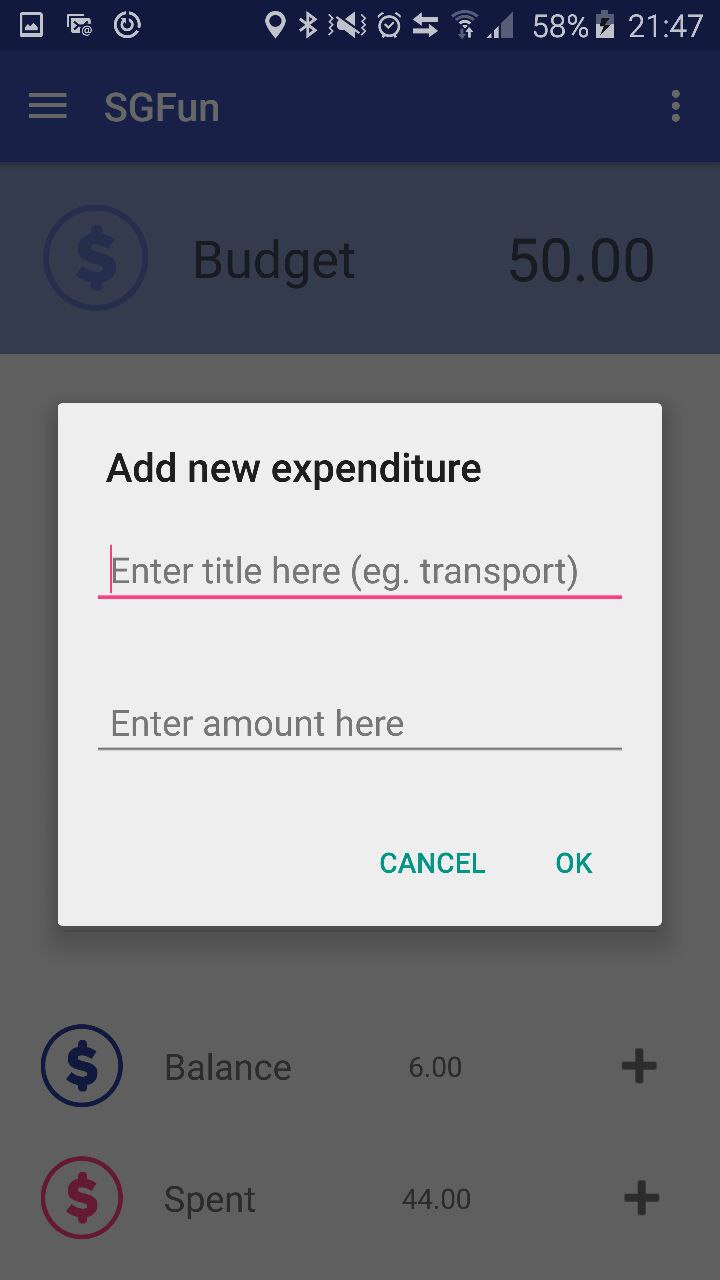 58% 21:47
SGFun
Budget 50.00
Add new expenditure
Enter title here (eg. transport)
Enter amount here
CANCEL OK
Balance 6.00
Spent 44.00